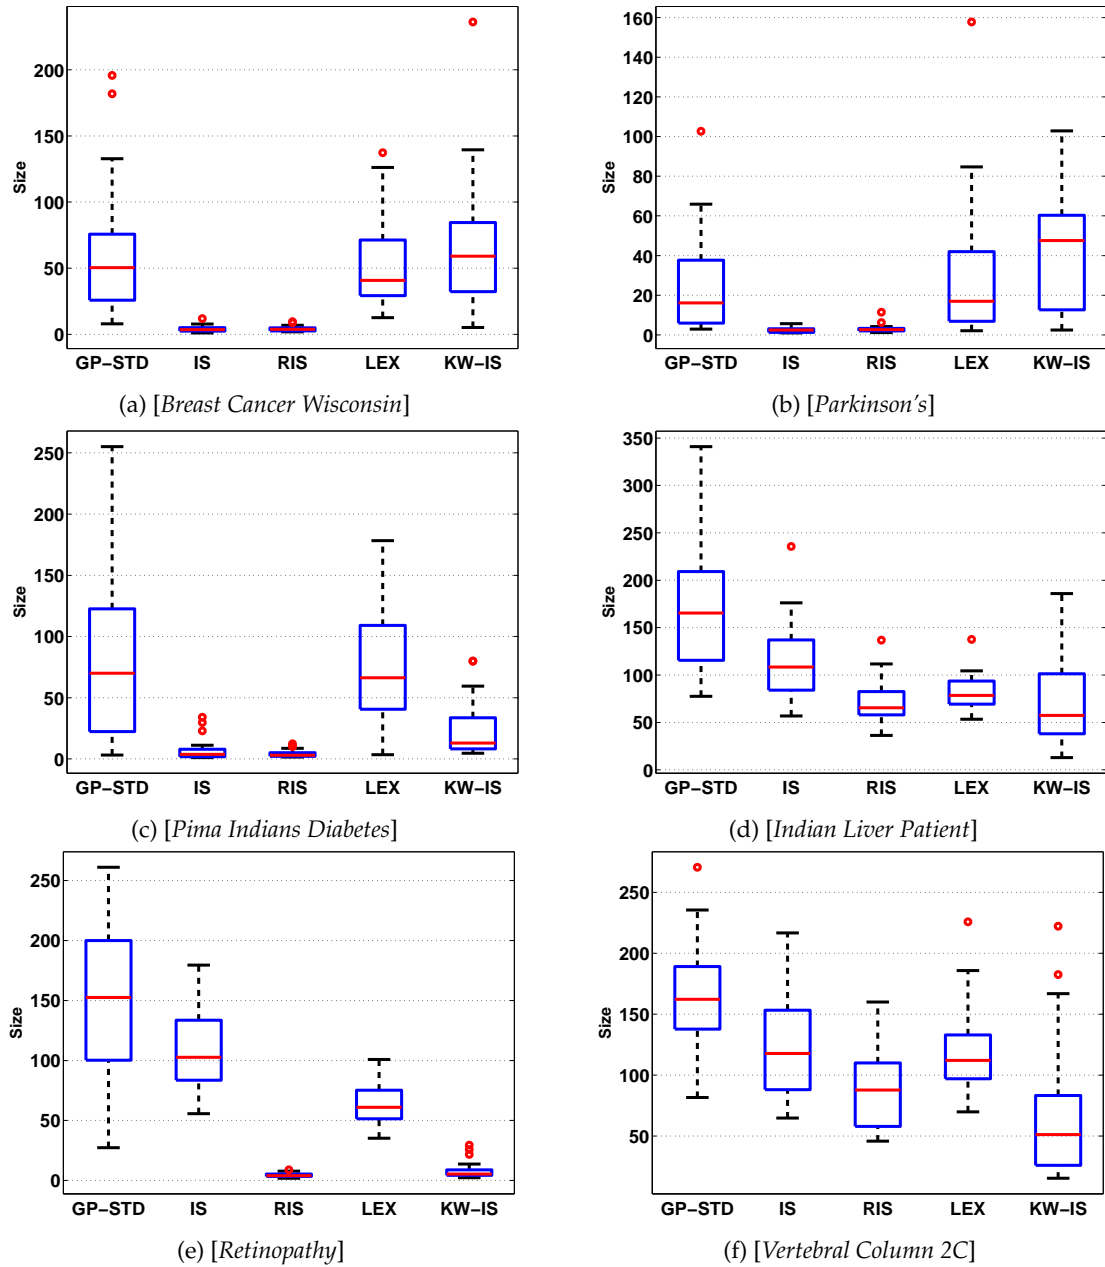 200
150
100
50
0
Size
GP-STD IS RIS LEX KW-IS
(a) [Breast Cancer Wisconsin]
160
140
120
100
80
60
40
20
0
Size
GP-STD IS RIS LEX KW-IS
(b) [Parkinson's]
250
200
150
100
50
0
Size
GP-STD IS RIS LEX KW-IS
(c) [Pima Indians Diabetes]
350
300
250
200
150
100
50
0
Size
GP-STD IS RIS LEX KW-IS
(d) [Indian Liver Patient]
250
200
150
100
50
0
Size
GP-STD IS RIS LEX KW-IS
(e) [Retinopathy]
250
200
150
100
50
Size
GP-STD IS RIS LEX KW-IS
(f) [Vertebral Column 2C]